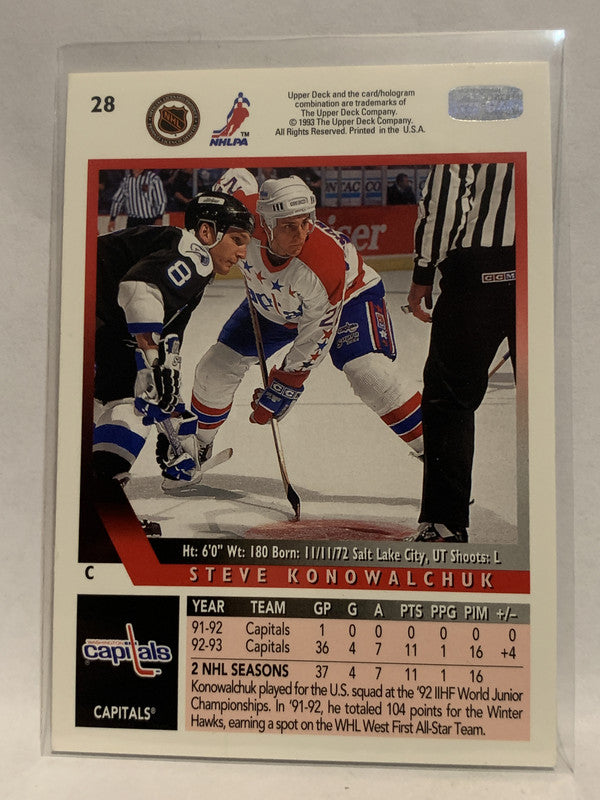 28
NHL
NHLPA
TM
Upper Deck and the card/hologram
combination are trademarks of
The Upper Deck Company.
© 1993 The Upper Deck Company.
All Rights Reserved. Printed in the U.S.A.
8
CCM
Ht: 6'0" Wt: 180 Born: 11/11/72 Salt Lake City, UT Shoots: L
C
STEVE KONOWALCHUK
WASHINGTON
capitals
CAPITALS®
YEAR TEAM GP G A PTS PPG PIM +/–
91-92 Capitals 1 0 0 0 0 0 0
92-93 Capitals 36 4 7 11 1 16 +4
2 NHL SEASONS 37 4 7 11 1 16
Konowalchuk played for the U.S. squad at the '92 IIHF World Junior
Championships. In '91-92, he totaled 104 points for the Winter
Hawks, earning a spot on the WHL West First All-Star Team.